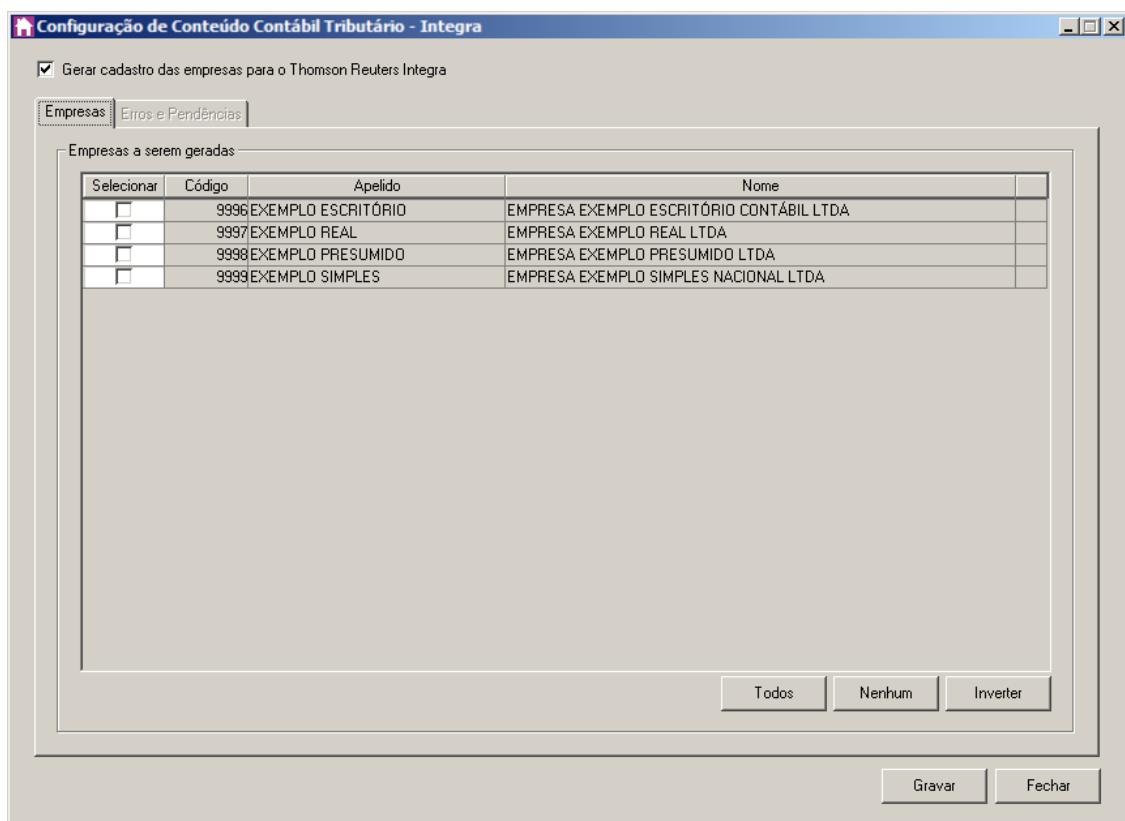 Configuração de Conteúdo Contábil Tributário - Integra
Gerar cadastro das empresas para o Thomson Reuters Integra
Empresas Erros e Pendências
Empresas a serem geradas
Selecionar Código Apelido Nome
9996 EXEMPLO ESCRITÓRIO EMPRESA EXEMPLO ESCRITÓRIO CONTÁBIL LTDA
9997 EXEMPLO REAL EMPRESA EXEMPLO REAL LTDA
9998 EXEMPLO PRESUMIDO EMPRESA EXEMPLO PRESUMIDO LTDA
9999 EXEMPLO SIMPLES EMPRESA EXEMPLO SIMPLES NACIONAL LTDA
Todos Nenhum Inverter
Gravar Fechar